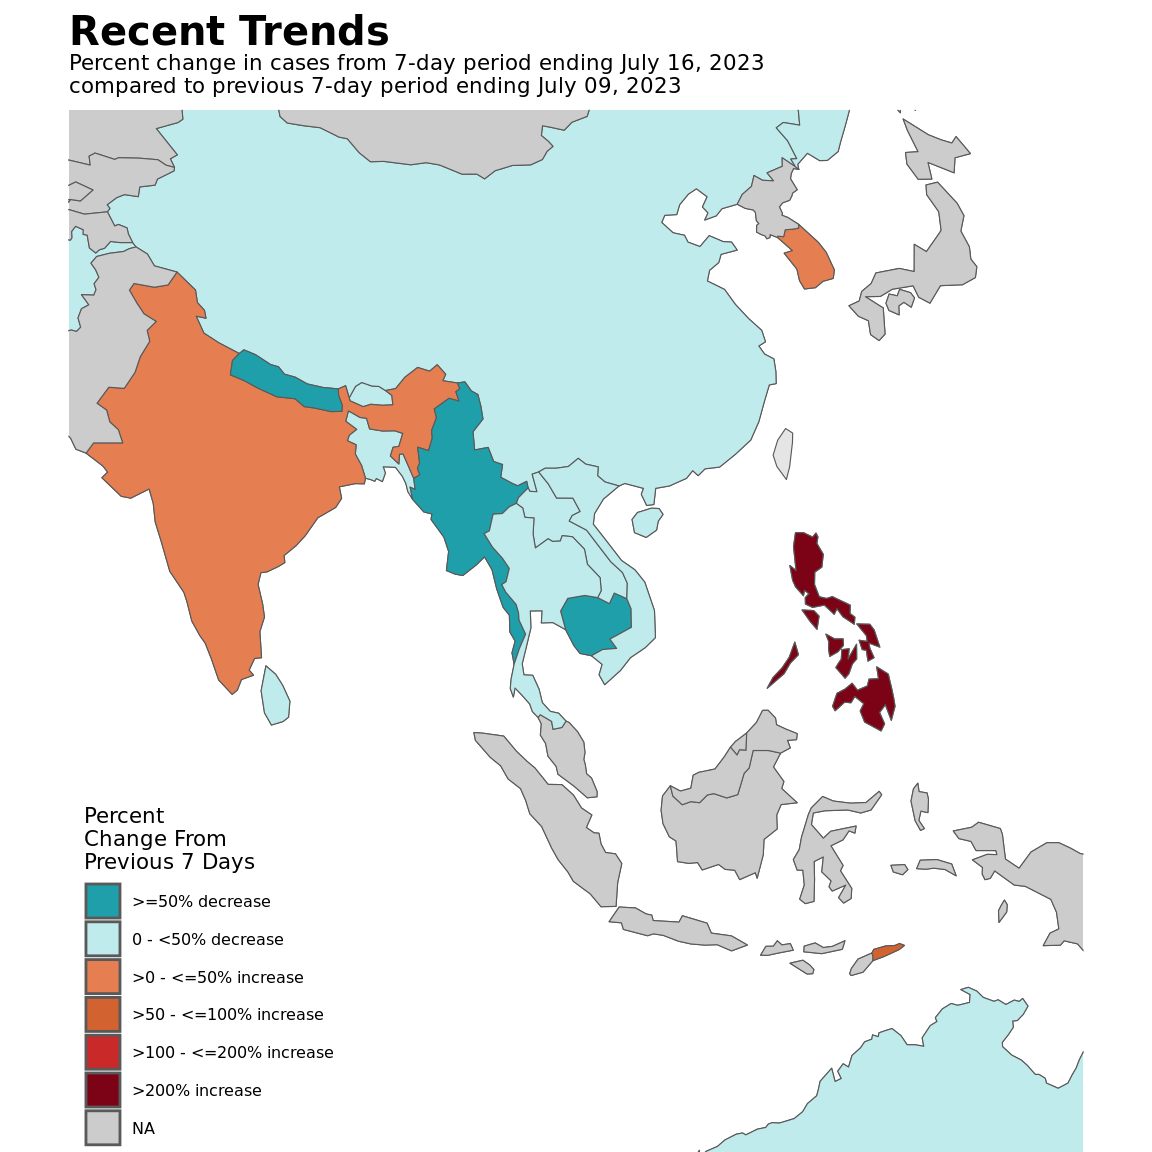 Recent Trends
Percent change in cases from 7-day period ending July 16, 2023
compared to previous 7-day period ending July 09, 2023
Percent
Change From
Previous 7 Days
>=50% decrease
0 - <50% decrease
>0 - <=50% increase
>50 - <=100% increase
>100 - <=200% increase
>200% increase
NA